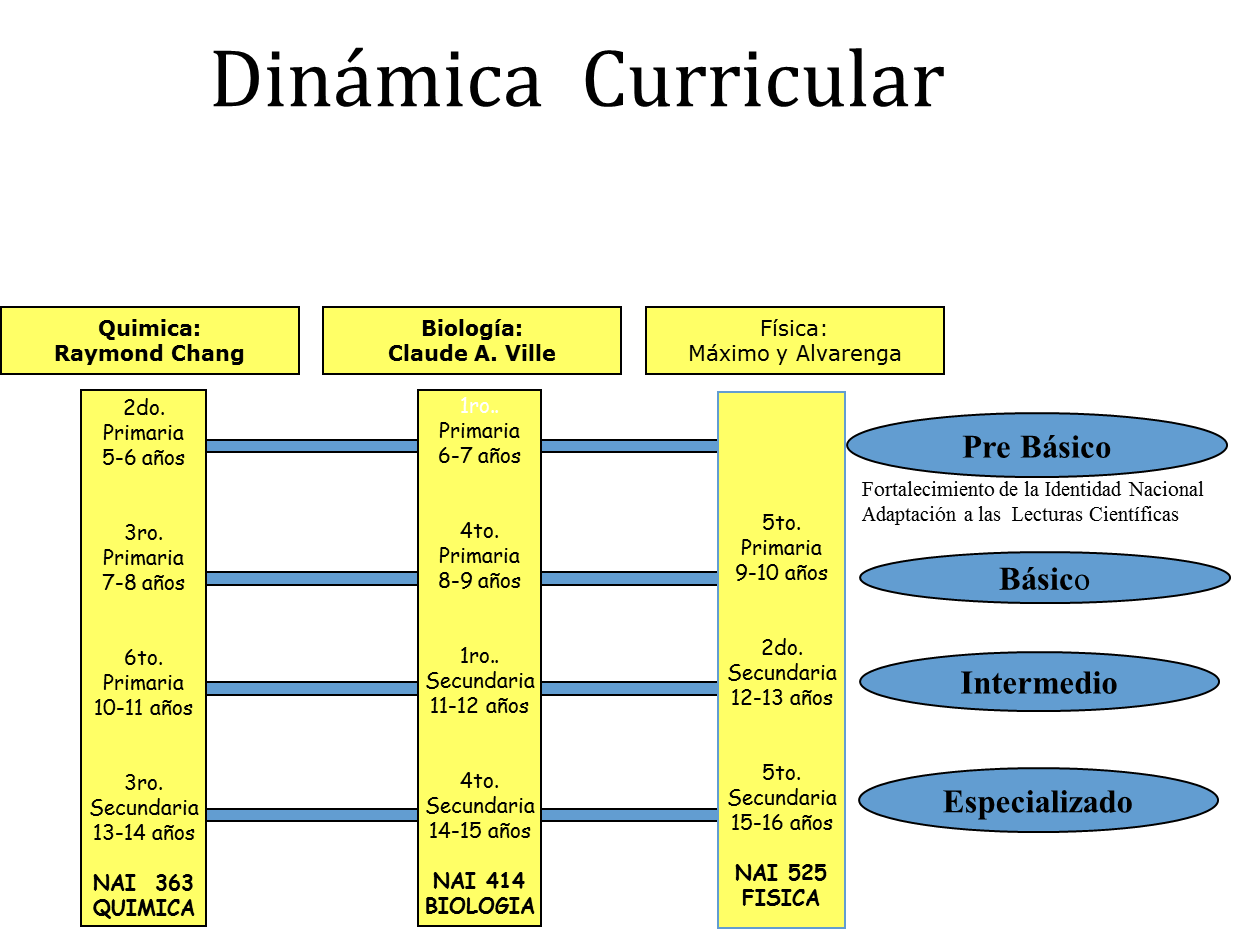 Dinámica Curricular
Quimica:
Raymond Chang
Biología:
Claude A. Ville
Física:
Máximo y Alvarenga
2do.
Primaria
5-6 años
3ro.
Primaria
7-8 años
6to.
Primaria
10-11 años
3ro.
Secundaria
13-14 años
NAI 363
QUIMICA
1ro..
Primaria
6-7 años
4to.
Primaria
8-9 años
1ro..
Secundaria
11-12 años
4to.
Secundaria
14-15 años
NAI 414
BIOLOGIA
5to.
Primaria
9-10 años
2do.
Secundaria
12-13 años
5to.
Secundaria
15-16 años
NAI 525
FISICA
Pre Básico
Fortalecimiento de la Identidad Nacional
Adaptación a las Lecturas Científicas
Básico
Intermedio
Especializado